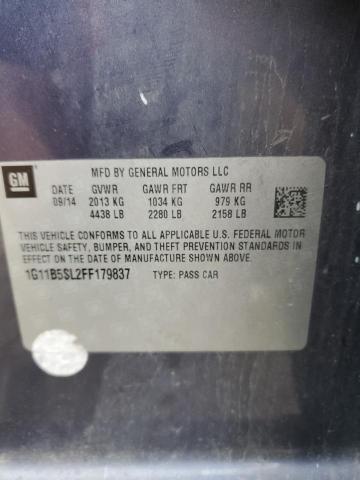 GM
MFD BY GENERAL MOTORS LLC
DATE GVWR GAWR FRT GAWR RR
09/14 2013 KG 1034 KG 979 KG
4438 LB 2280 LB 2158 LB
THIS VEHICLE CONFORMS TO ALL APPLICABLE U.S. FEDERAL MOTOR
VEHICLE SAFETY, BUMPER, AND THEFT PREVENTION STANDARDS IN
EFFECT ON THE DATE OF MANUFACTURE SHOWN ABOVE.
1G11B5SL2FF179837 TYPE: PASS CAR